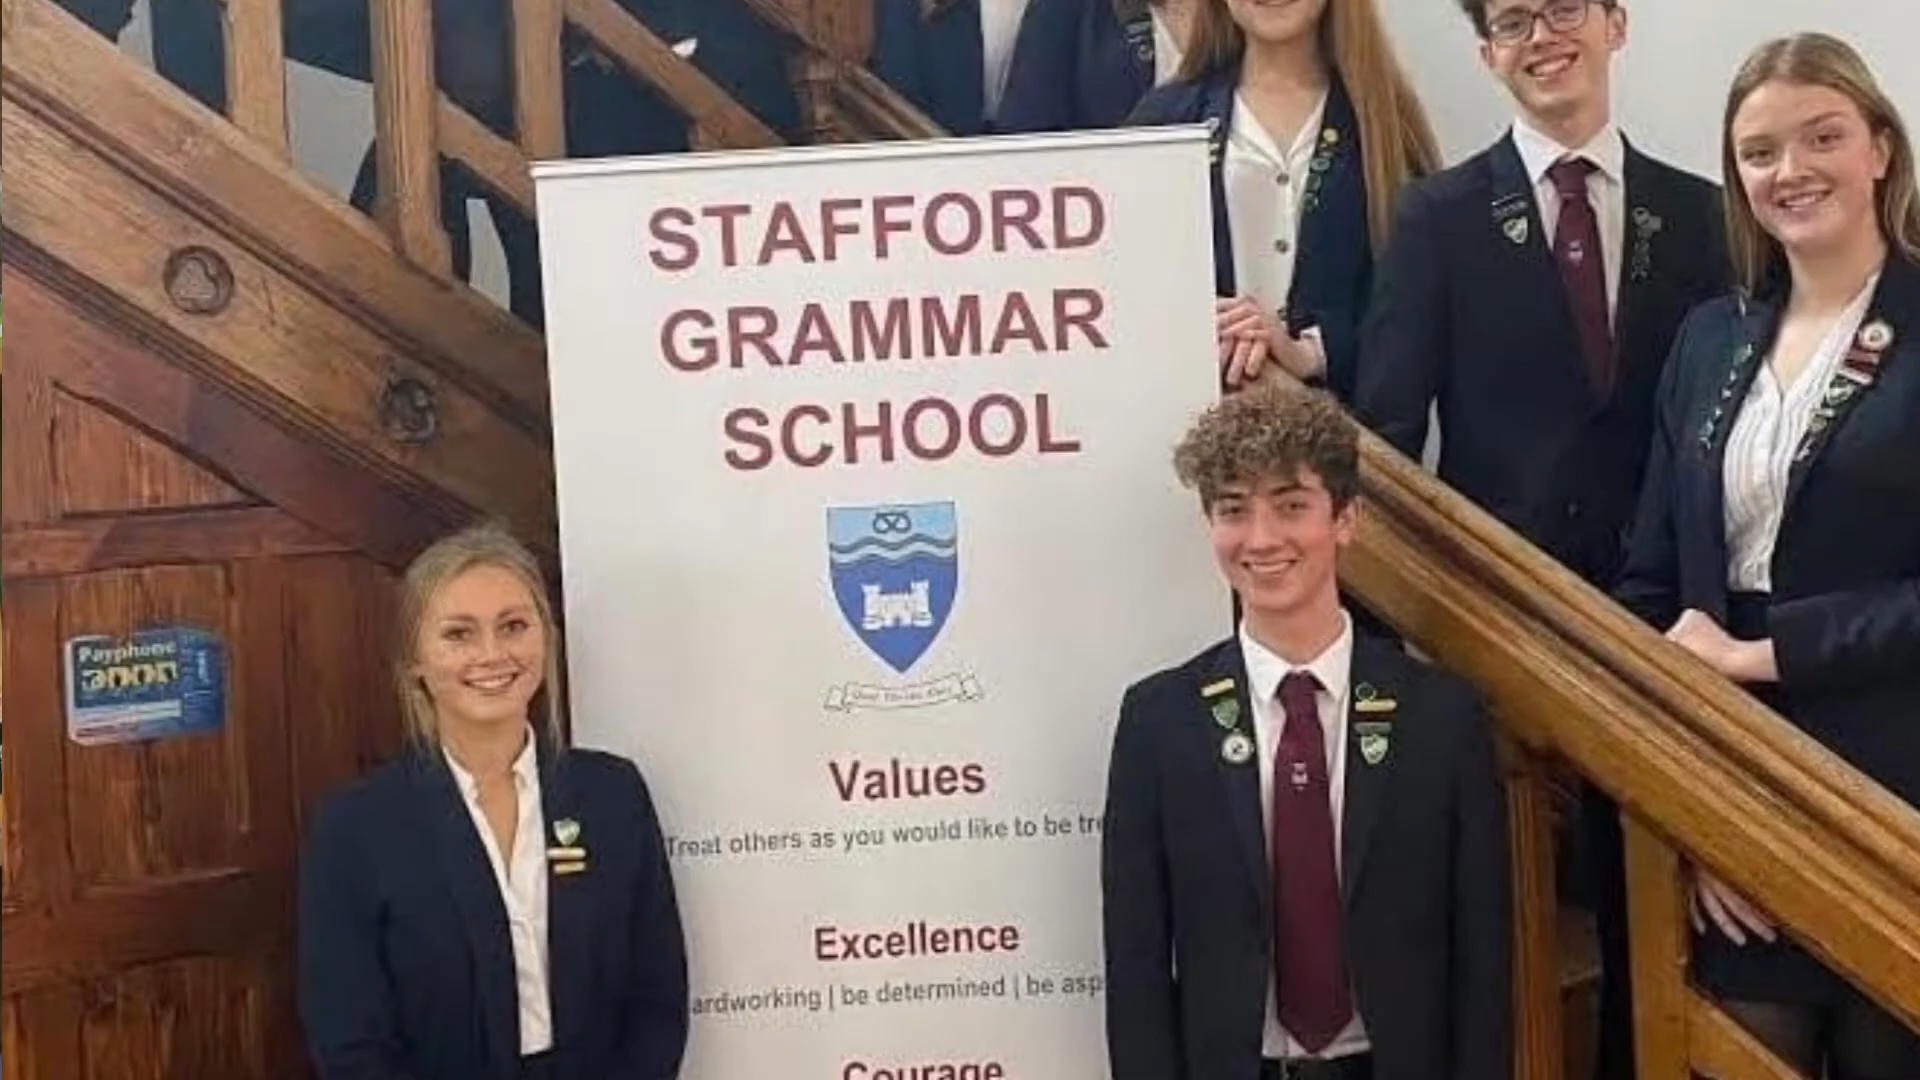 STAFFORD
GRAMMAR
SCHOOL
Values
Treat others as you would like to be tre
Excellence
ardworking | be determined | be asp
Courage
Payphone